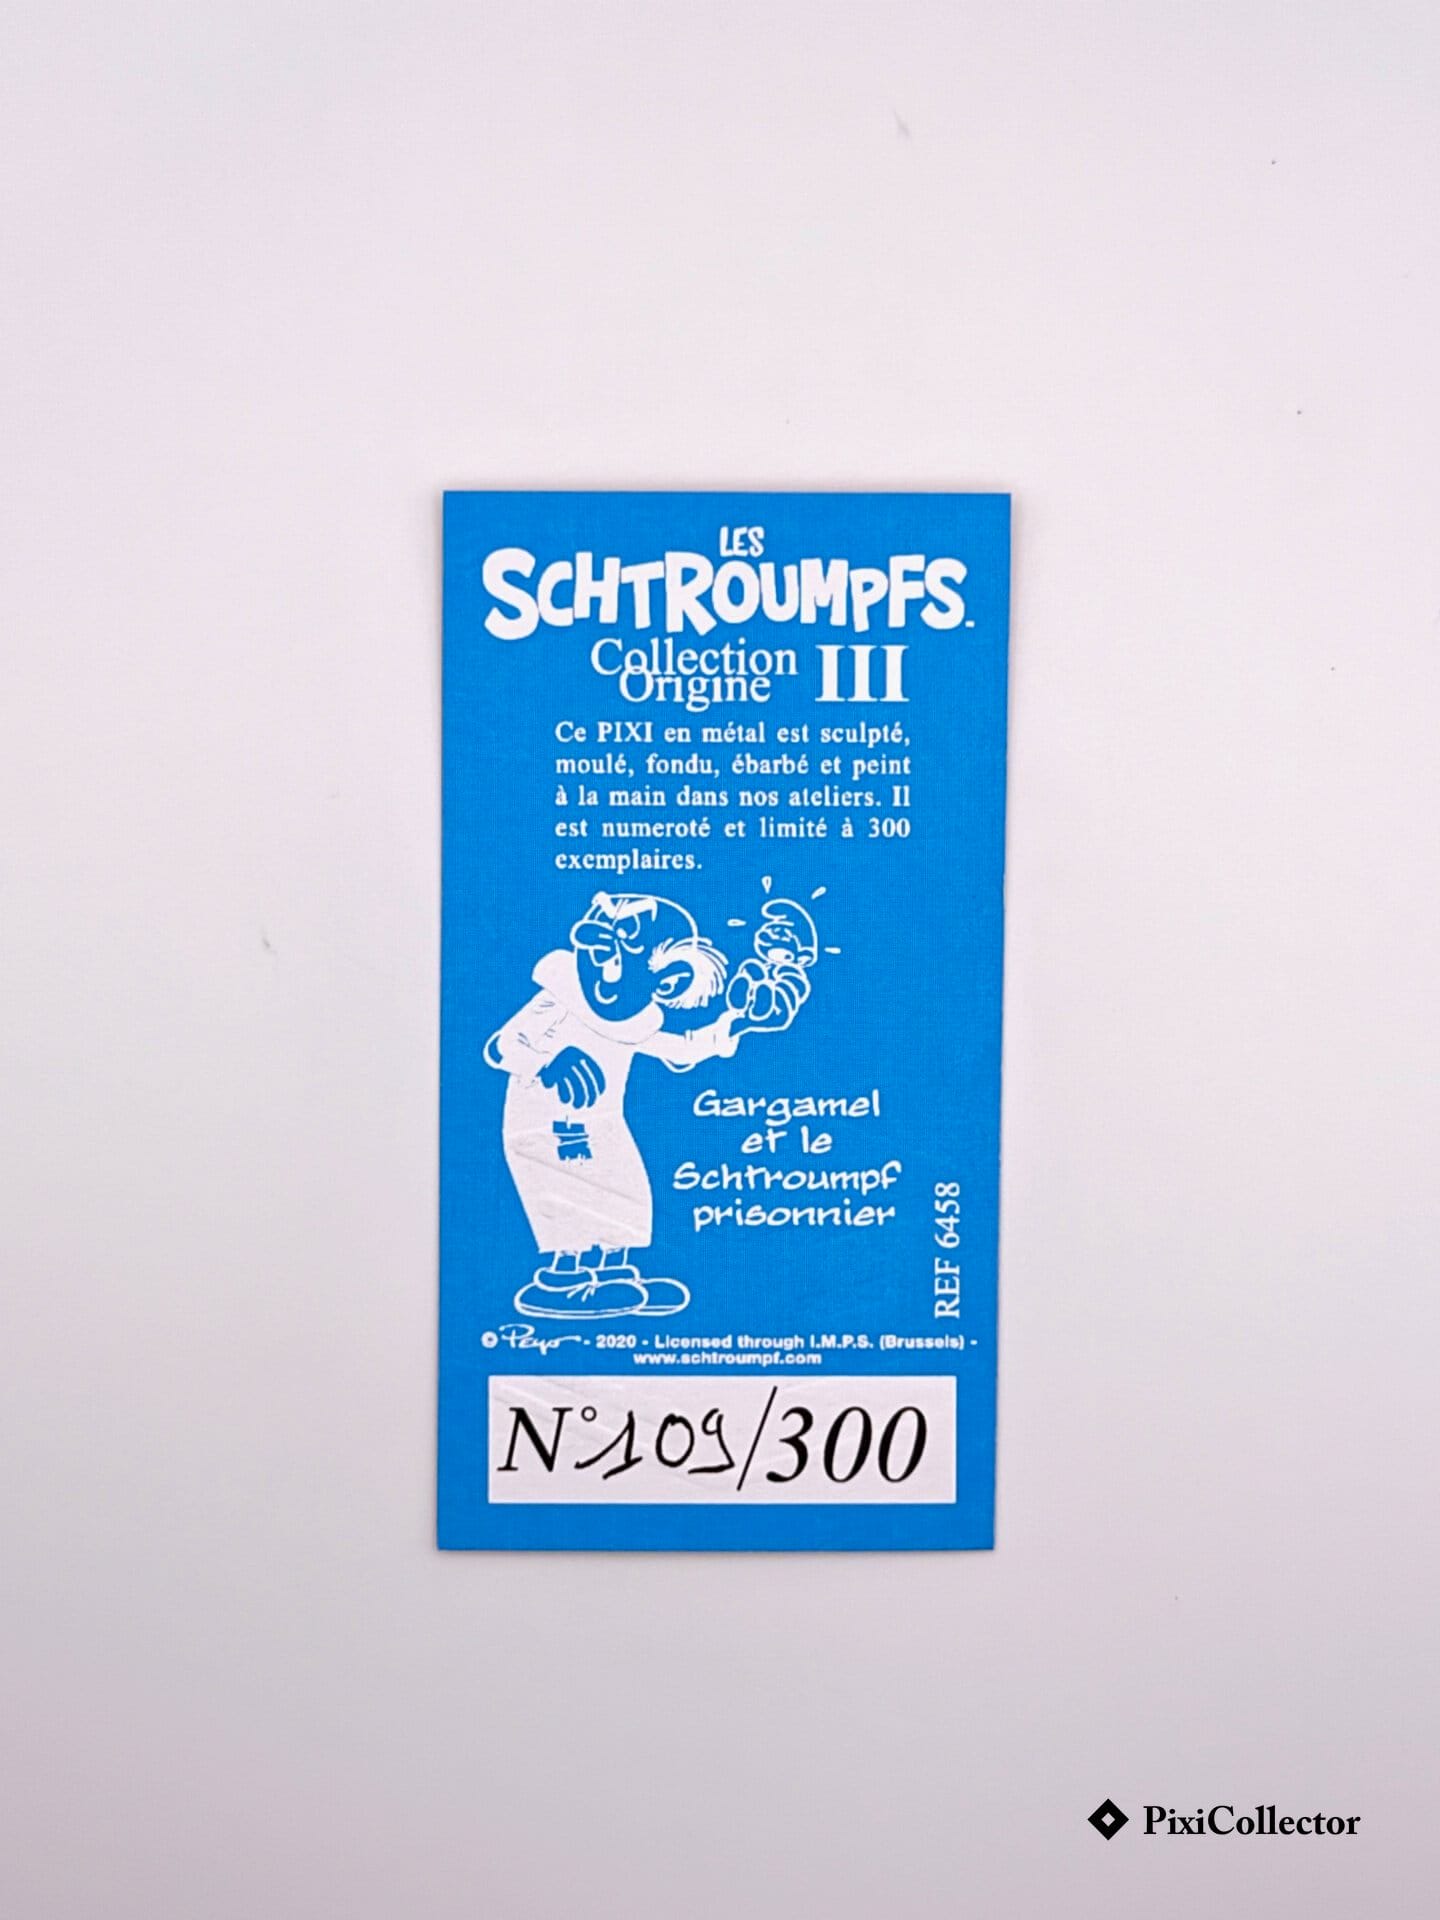 LES
SCHTROUMPFS
Collection
Origine III
Ce PIXI en métal est sculpté,
moulé, fondu, ébarbé et peint
à la main dans nos ateliers. Il
est numeroté et limité à 300
exemplaires.
Gargamel
et le
Schtroumpf
prisonnier
REF 6458
© Peyo - 2020 - Licensed through I.M.P.S. (Brussels) -
www.schtroumpf.com
N°109/300
PixiCollector